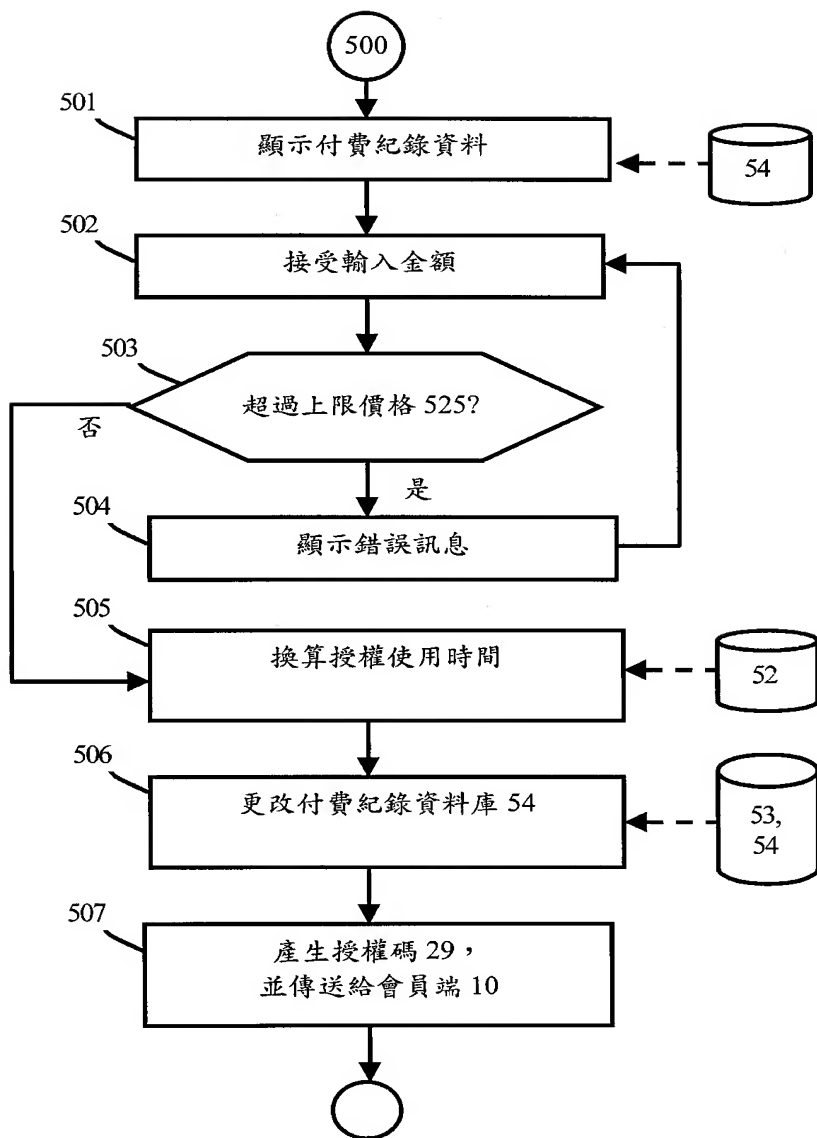 500
501
顯示付費紀錄資料
54
502
接受輸入金額
503
超過上限價格 525?
否
是
504
顯示錯誤訊息
505
換算授權使用時間
52
506
更改付費紀錄資料庫 54
53,
54
507
產生授權碼 29，
並傳送給會員端 10